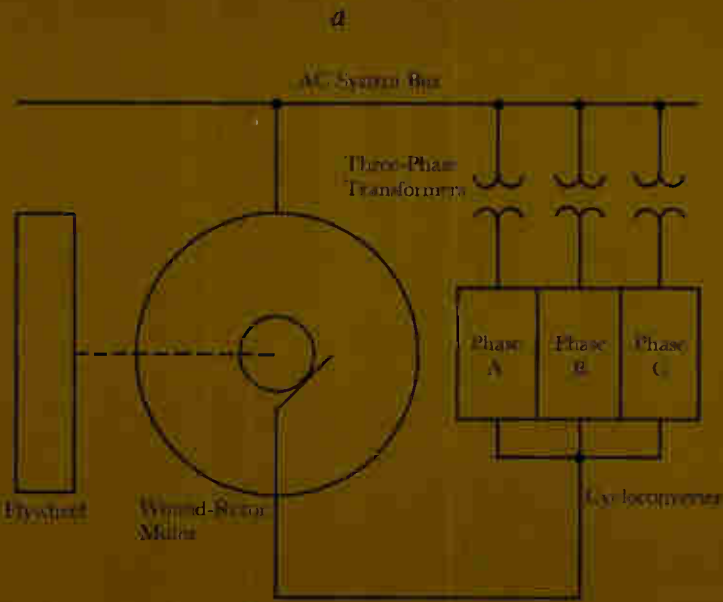 a
AC System Bus
Three-Phase
Transformers
Phase
A
Phase
B
Phase
C
Flywheel
Wound-Rotor
Motor
Cycloconverter